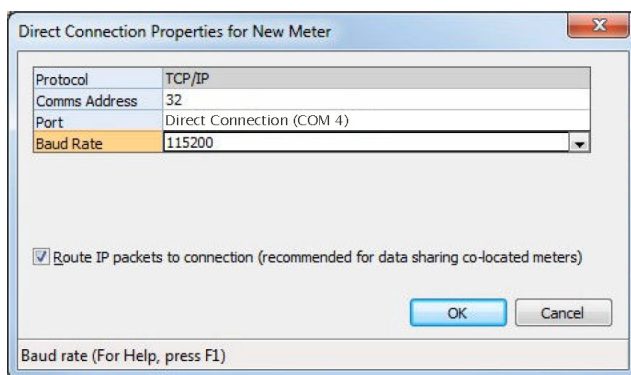 Direct Connection Properties for New Meter
Protocol TCP/IP
Comms Address 32
Port Direct Connection (COM 4)
Baud Rate 115200
Route IP packets to connection (recommended for data sharing co-located meters)
OK Cancel
Baud rate (For Help, press F1)